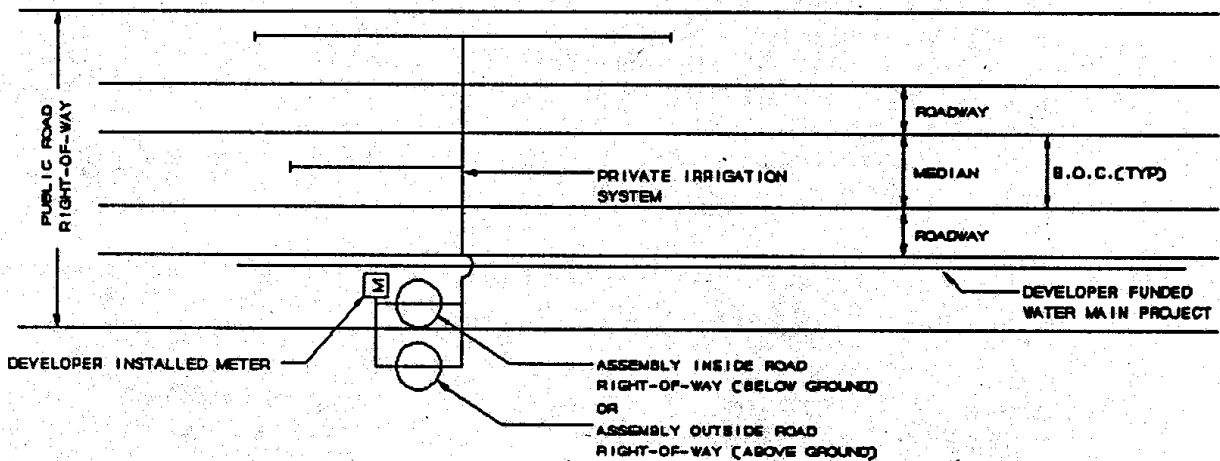 PUBLIC ROAD
RIGHT-OF-WAY
ROADWAY
PRIVATE IRRIGATION
SYSTEM
MEDIAN
B.O.C.(TYP)
ROADWAY
M
DEVELOPER FUNDED
WATER MAIN PROJECT
DEVELOPER INSTALLED METER
ASSEMBLY INSIDE ROAD
RIGHT-OF-WAY (BELOW GROUND)
OR
ASSEMBLY OUTSIDE ROAD
RIGHT-OF-WAY (ABOVE GROUND)